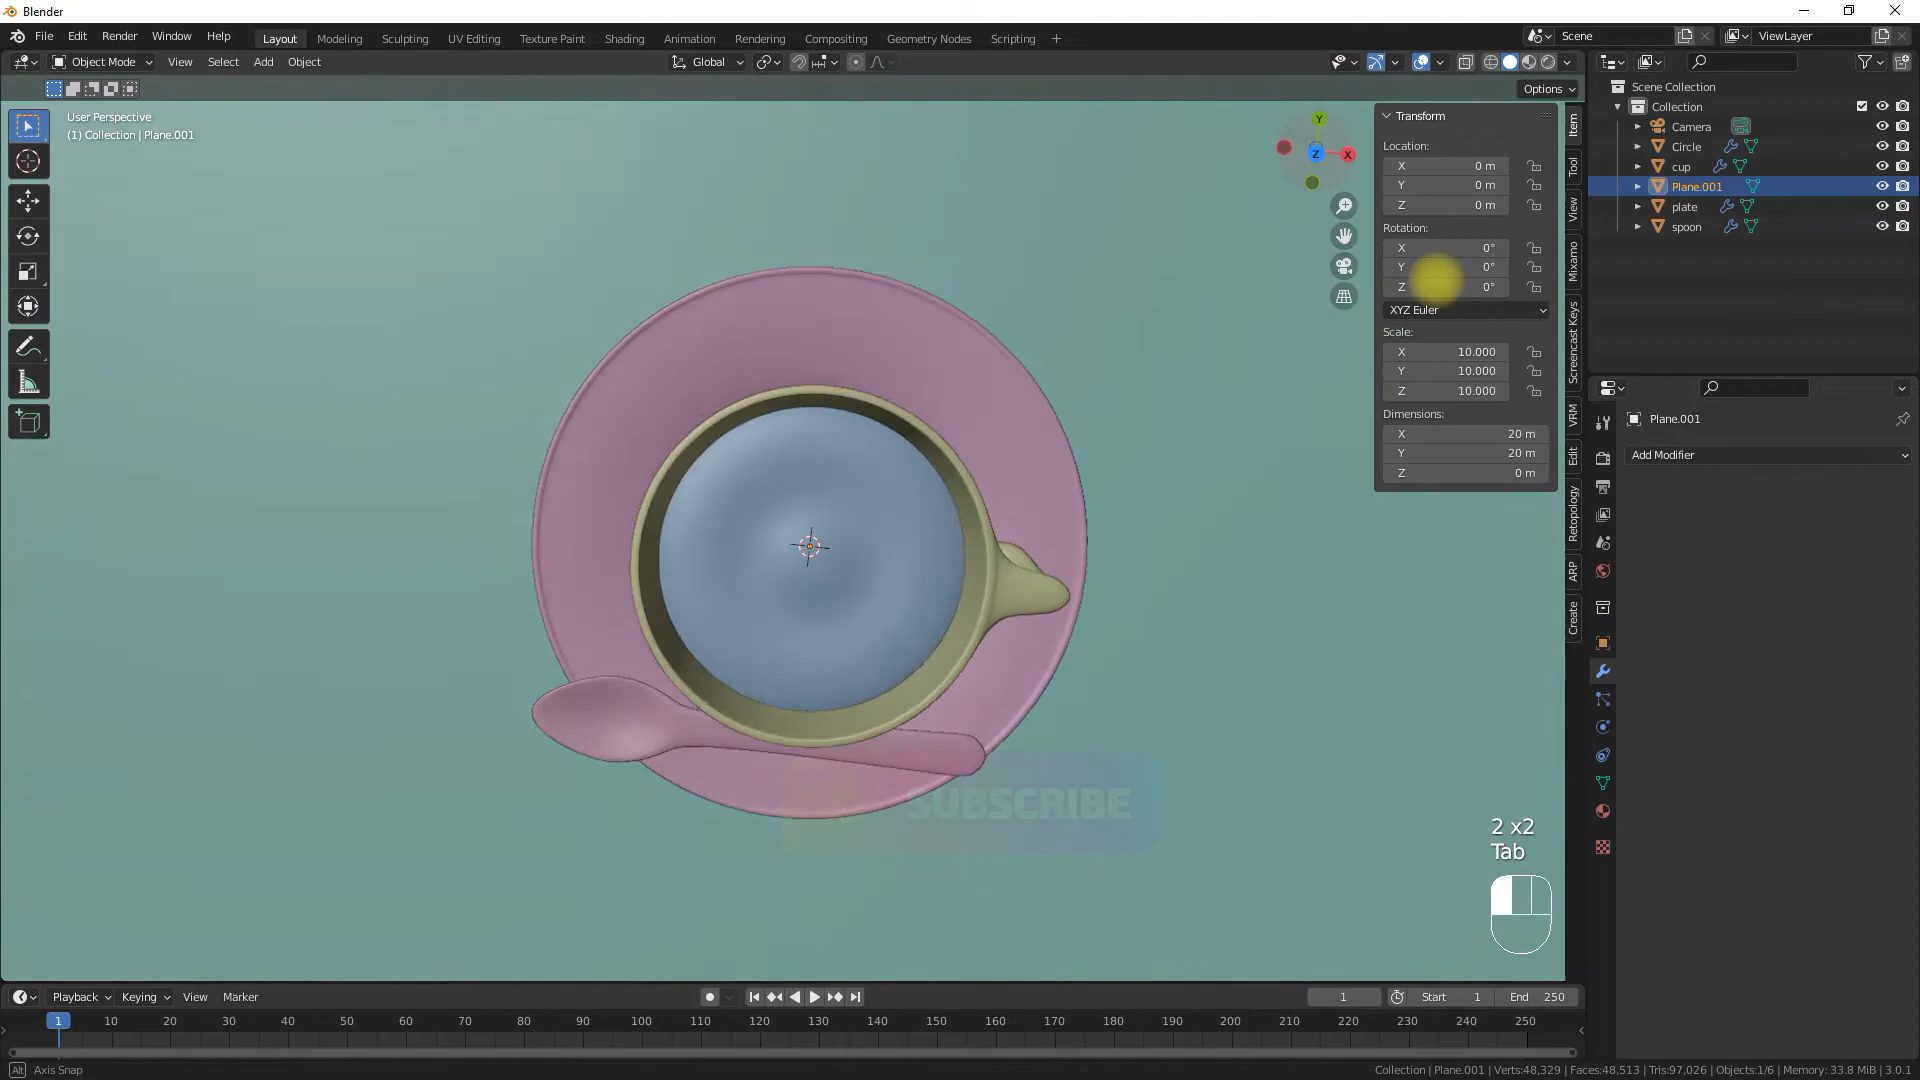 Blender
File Edit Render Window Help Layout Modeling Sculpting UV Editing Texture Paint Shading Animation Rendering Compositing Geometry Nodes Scripting + Scene ViewLayer
Object Mode View Select Add Object Global
Options
User Perspective
(1) Collection | Plane.001
Y
Z
X
Transform
Location:
X 0 m
Y 0 m
Z 0 m
Rotation:
X 0°
Y 0°
Z 0°
XYZ Euler
Scale:
X 10.000
Y 10.000
Z 10.000
Dimensions:
X 20 m
Y 20 m
Z 0 m
Item
Tool
View
Mixamo
Screencast Keys
VRM
Edit
Retopology
ARP
Create
Scene Collection
Collection
Camera
Circle
cup
Plane.001
plate
spoon
Plane.001
Add Modifier
SUBSCRIBE
2 x2
Tab
Playback Keying View Marker 1 Start 1 End 250
1 10 20 30 40 50 60 70 80 90 100 110 120 130 140 150 160 170 180 190 200 210 220 230 240 250
Alt Axis Snap
Collection | Plane.001 | Verts:48,329 | Faces:48,513 | Tris:97,026 | Objects:1/6 | Memory: 33.8 MiB | 3.0.1